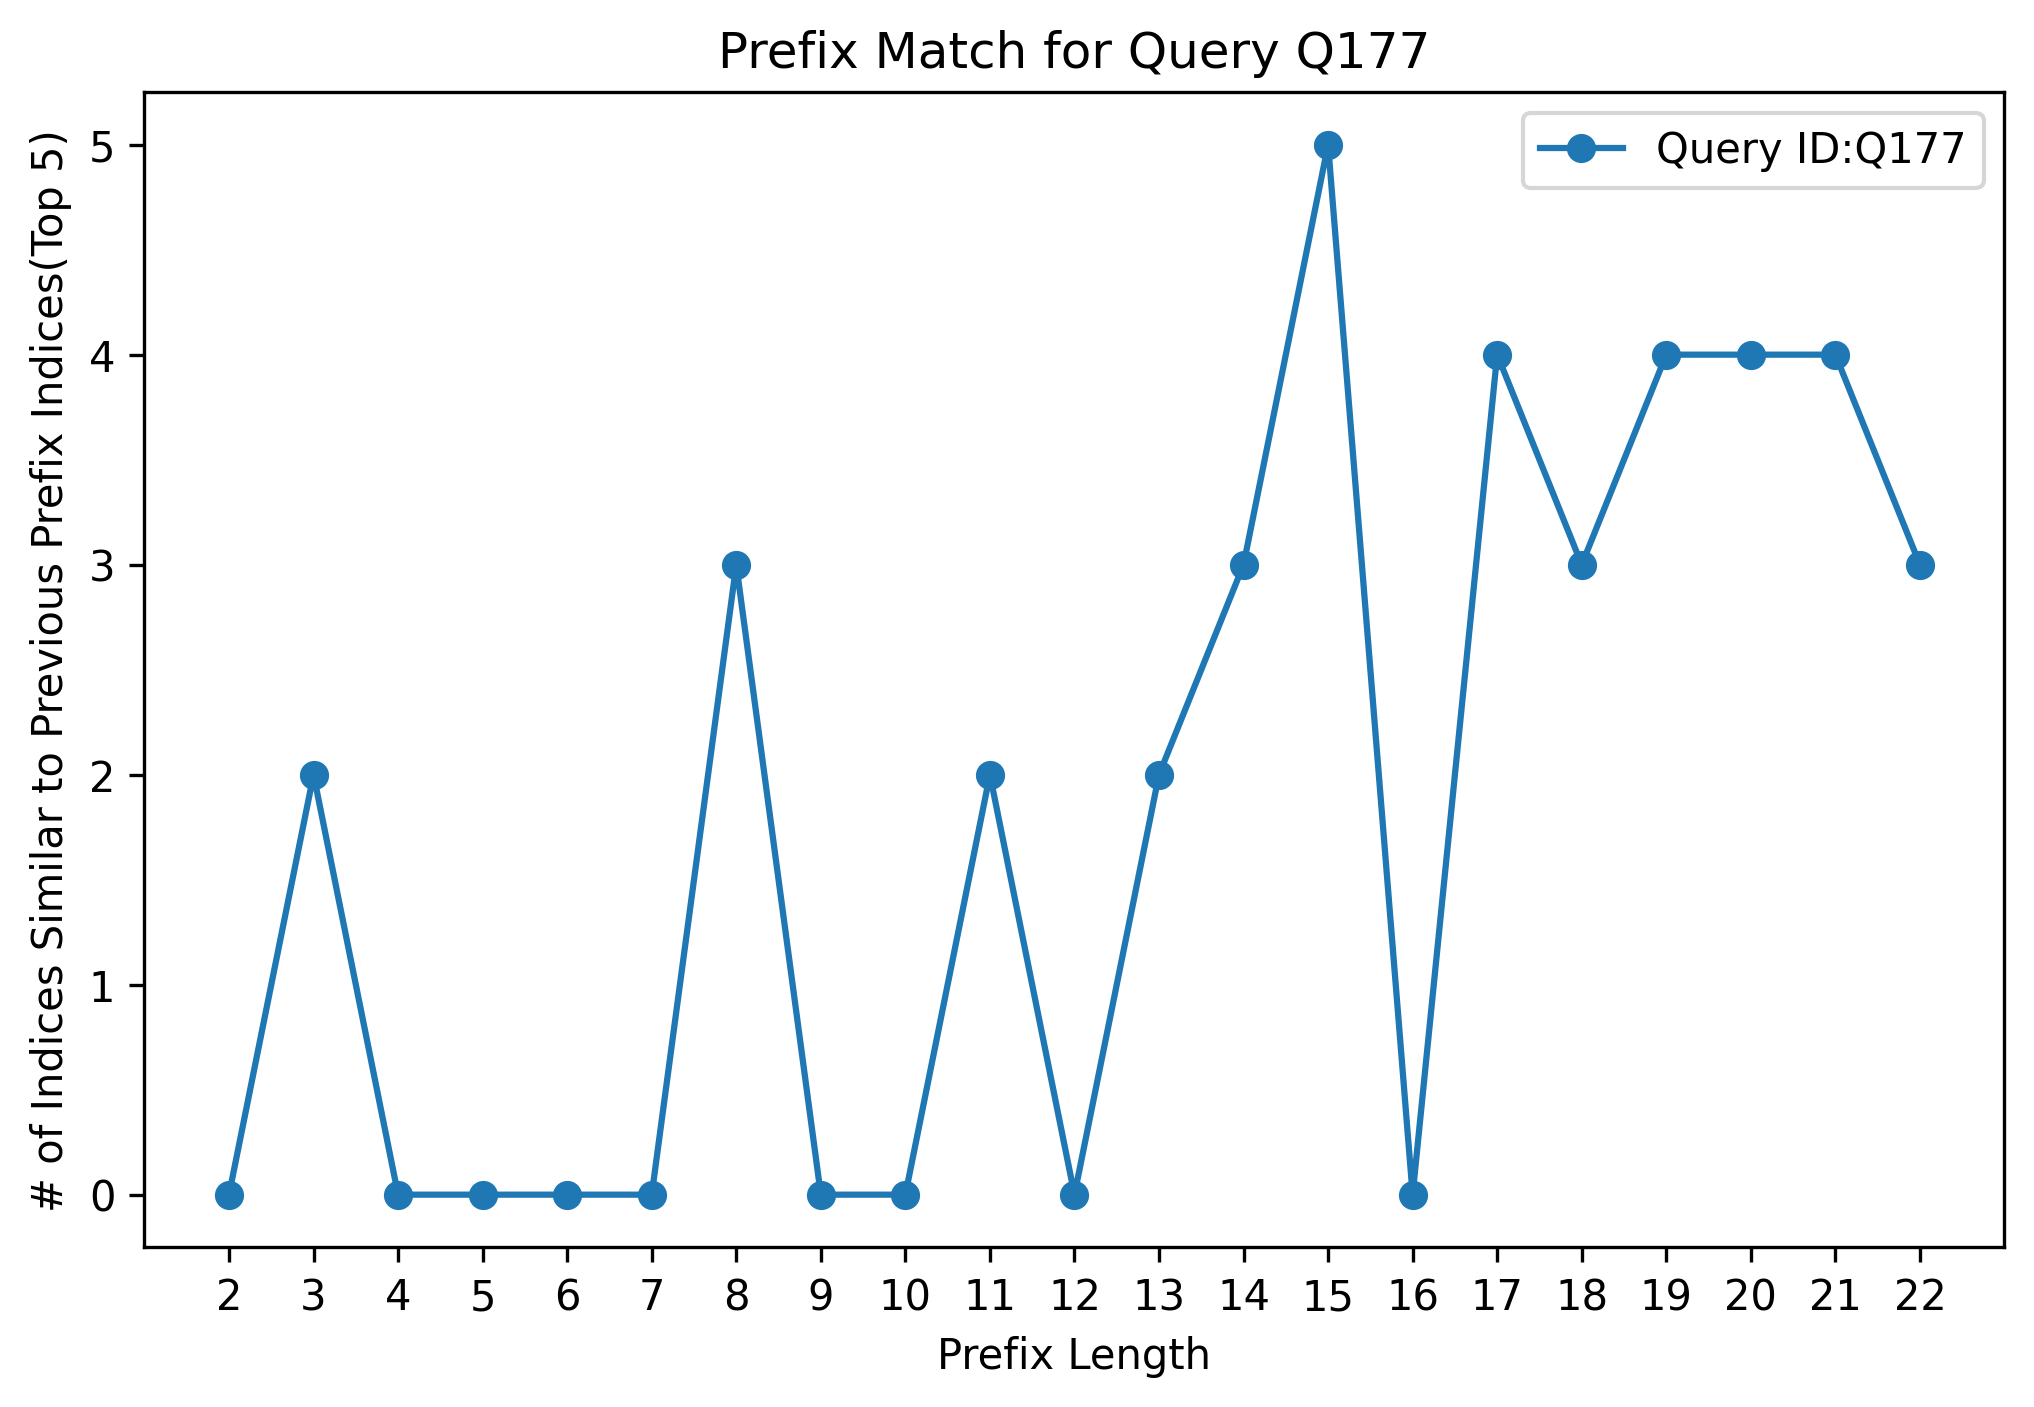 Prefix Match for Query Q177
Query ID:Q177
# of Indices Similar to Previous Prefix Indices(Top 5)
5
4
3
2
1
0
2 3 4 5 6 7 8 9 10 11 12 13 14 15 16 17 18 19 20 21 22
Prefix Length